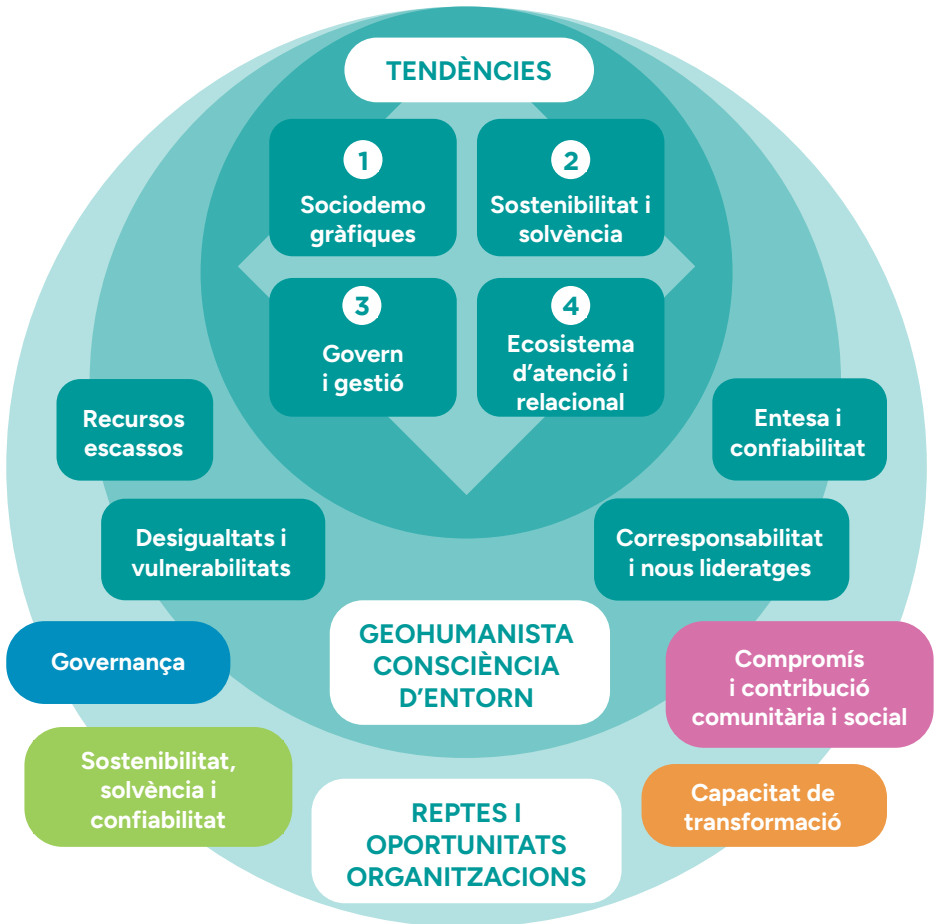 TENDÈNCIES
1
Sociodemo
gràfiques
2
Sostenibilitat i
solvència
3
Govern
i gestió
4
Ecosistema
d'atenció i
relacional
Recursos
escassos
Entesa i
confiabilitat
Desigualtats i
vulnerabilitats
Corresponsabilitat
i nous lideratges
GEOHUMANISTA
CONSCIÈNCIA
D'ENTORN
Governança
Compromís
i contribució
comunitària i social
Sostenibilitat,
solvència i
confiabilitat
Capacitat de
transformació
REPTES I
OPORTUNITATS
ORGANITZACIONS